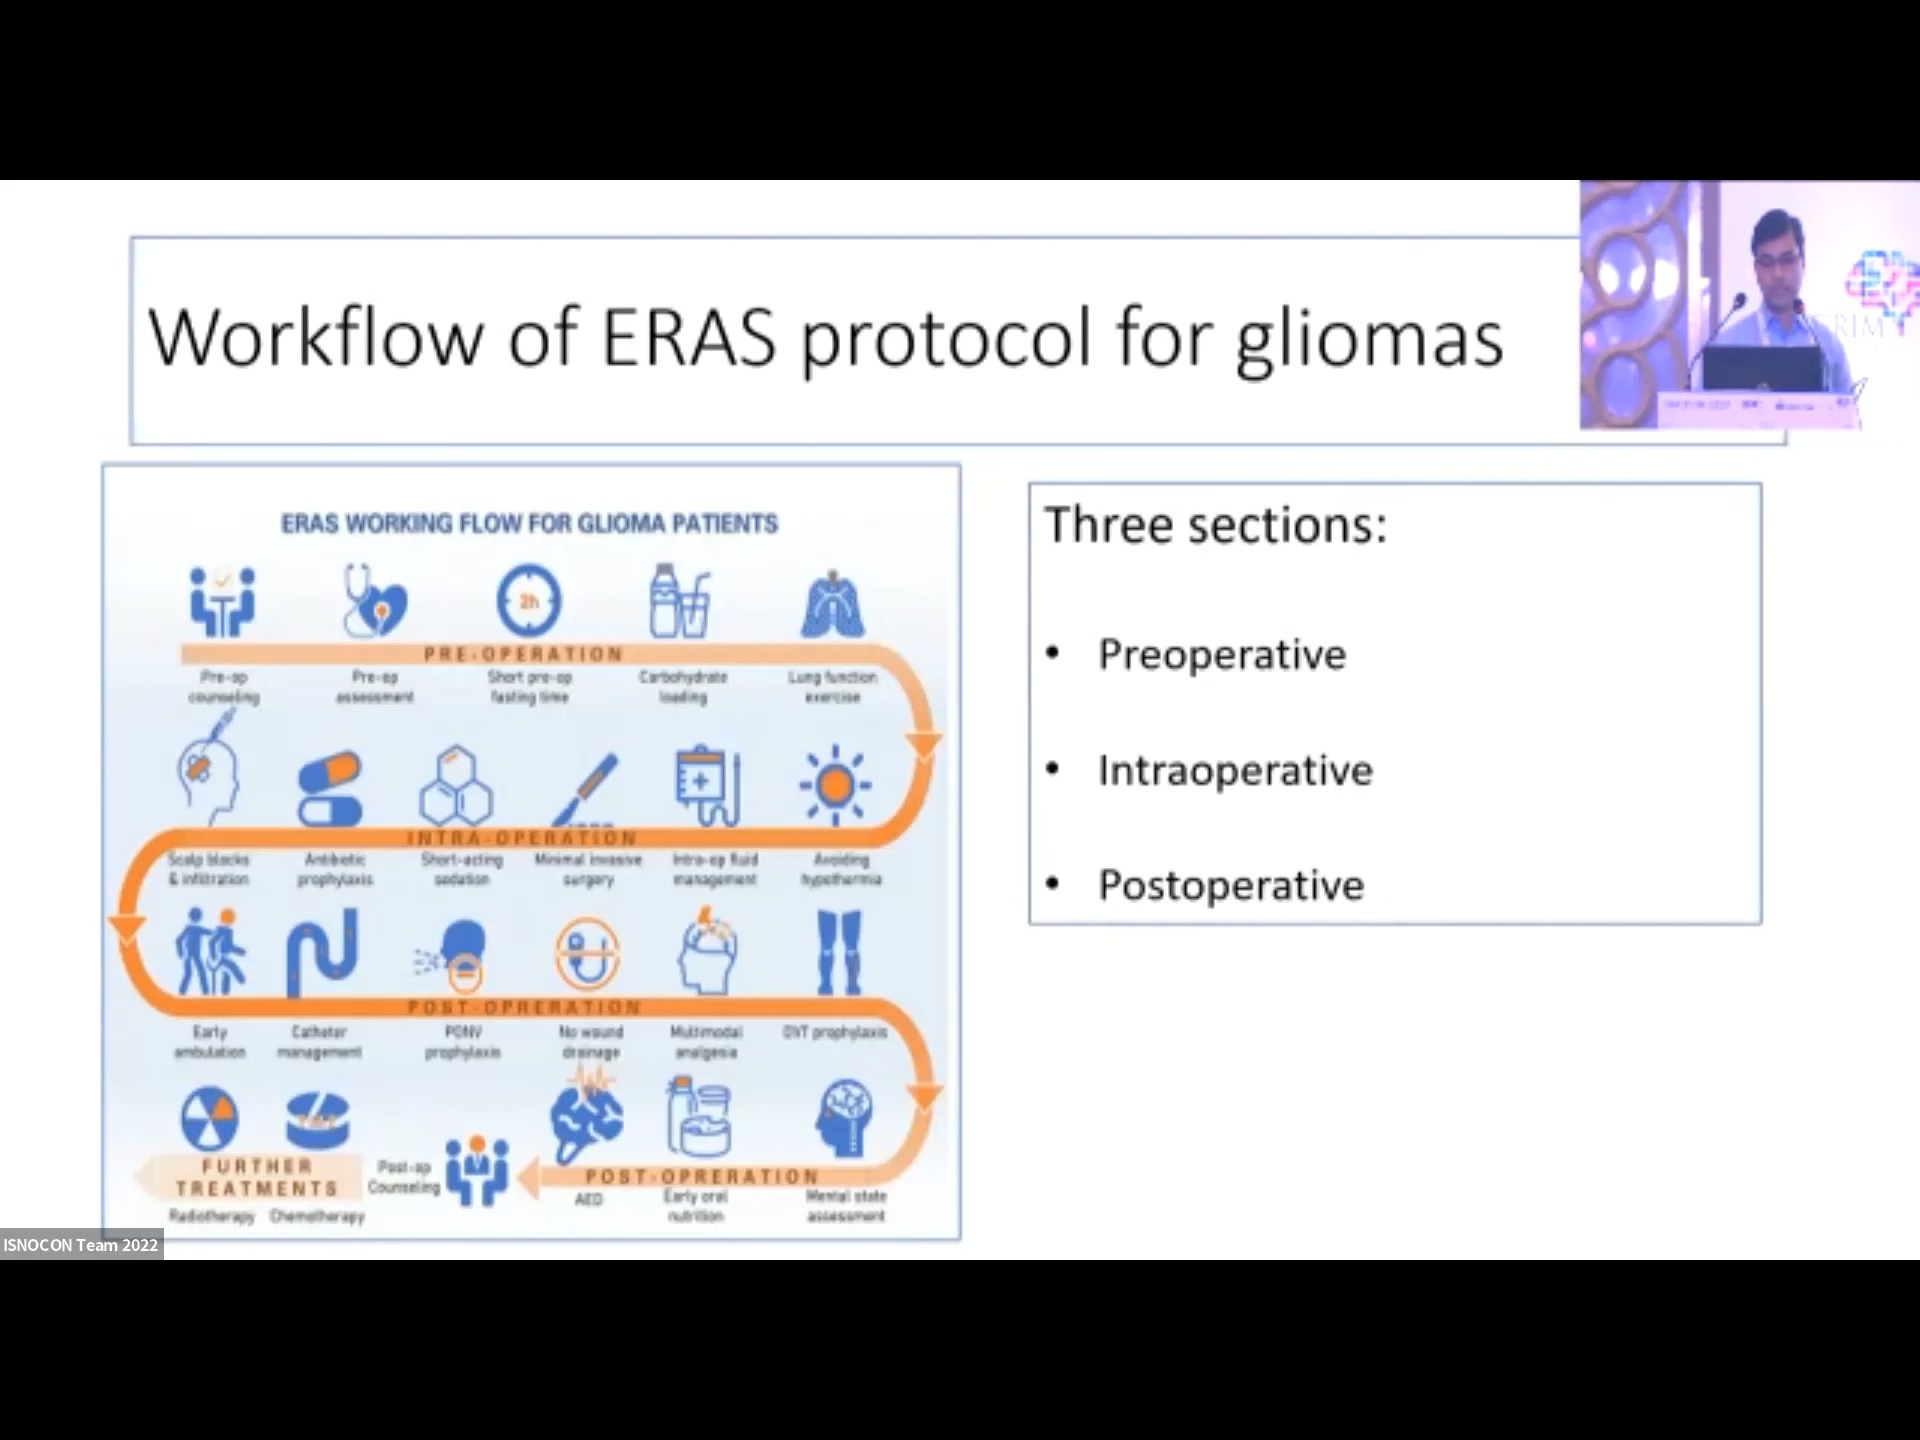 Workflow of ERAS protocol for gliomas
ERAS WORKING FLOW FOR GLIOMA PATIENTS
2h
PRE-OPERATION
Pre-op counseling
Pre-op assessment
Short pre-op fasting time
Carbohydrate loading
Lung function exercise
INTRA-OPERATION
Scalp blocks & infiltration
Antibiotic prophylaxis
Short-acting sedation
Minimal invasive surgery
Intra-op fluid management
Avoiding hypothermia
POST-OPRERATION
Early ambulation
Catheter management
PONV prophylaxis
No wound drainage
Multimodal analgesia
DVT prophylaxis
POST-OPRERATION
Mental state assessment
Early oral nutrition
AED
Post-op Counseling
FURTHER
TREATMENTS
Radiotherapy
Chemotherapy
Three sections:
• Preoperative
• Intraoperative
• Postoperative
ISNOCON Team 2022